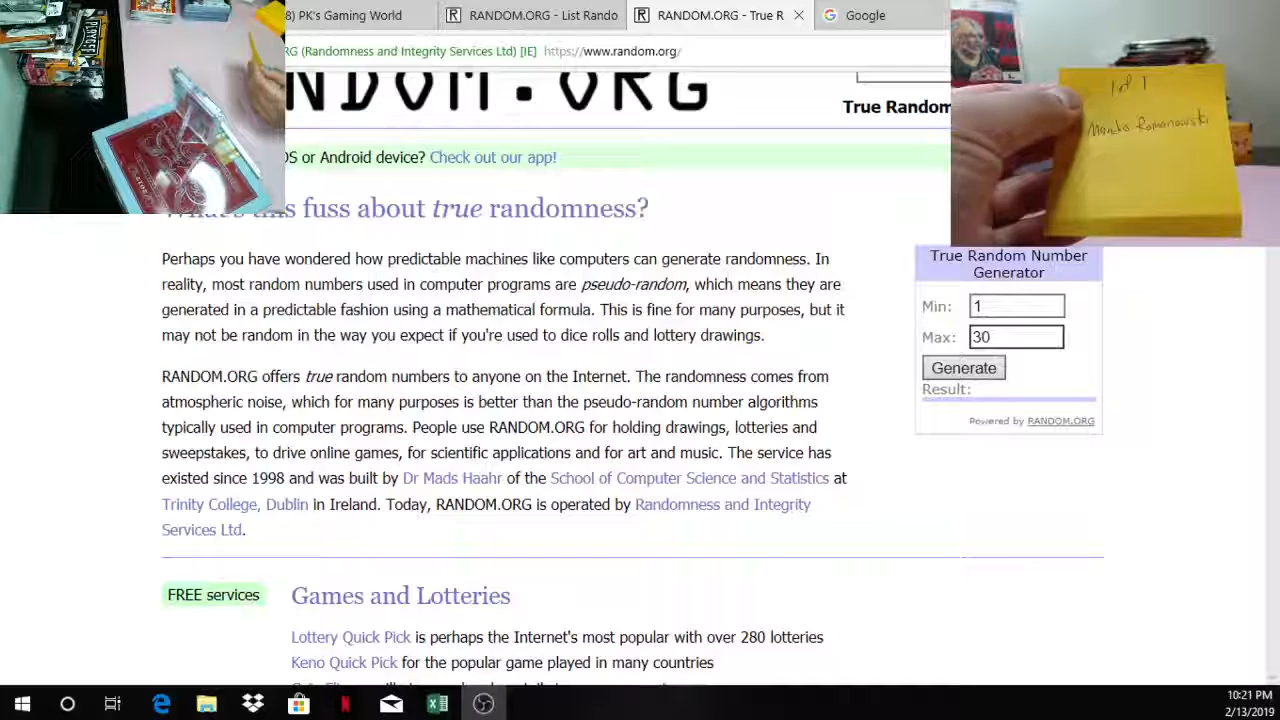 8) PK's Gaming World
RANDOM.ORG - List Rando
RANDOM.ORG - True R
Google
RG (Randomness and Integrity Services Ltd) [IE]
https://www.random.org/
NDOM.ORG
True Random
OS or Android device? Check out our app!
What's this fuss about true randomness?
Perhaps you have wondered how predictable machines like computers can generate randomness. In
reality, most random numbers used in computer programs are pseudo-random, which means they are
generated in a predictable fashion using a mathematical formula. This is fine for many purposes, but it
may not be random in the way you expect if you're used to dice rolls and lottery drawings.
RANDOM.ORG offers true random numbers to anyone on the Internet. The randomness comes from
atmospheric noise, which for many purposes is better than the pseudo-random number algorithms
typically used in computer programs. People use RANDOM.ORG for holding drawings, lotteries and
sweepstakes, to drive online games, for scientific applications and for art and music. The service has
existed since 1998 and was built by Dr Mads Haahr of the School of Computer Science and Statistics at
Trinity College, Dublin in Ireland. Today, RANDOM.ORG is operated by Randomness and Integrity
Services Ltd.
FREE services
Games and Lotteries
Lottery Quick Pick is perhaps the Internet's most popular with over 280 lotteries
Keno Quick Pick for the popular game played in many countries
1 of 1
Romanowski
True Random Number
Generator
Min: 1
Max: 30
Generate
Result:
Powered by RANDOM.ORG
10:21 PM
2/13/2019